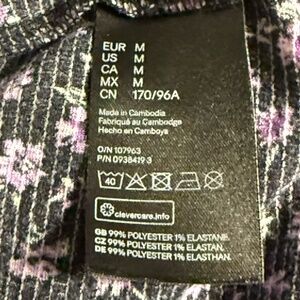 EUR M
US M
CA M
MX M
CN 170/96A
Made in Cambodia
Fabriqué au Cambodge
Hecho en Camboya
O/N 107963
P/N 0938419·3
40
clevercare.info
GB 99% POLYESTER 1% ELASTANE
CZ 99% POLYESTER 1% ELASTAN
DE 99% POLYESTER 1% ELASTHAN